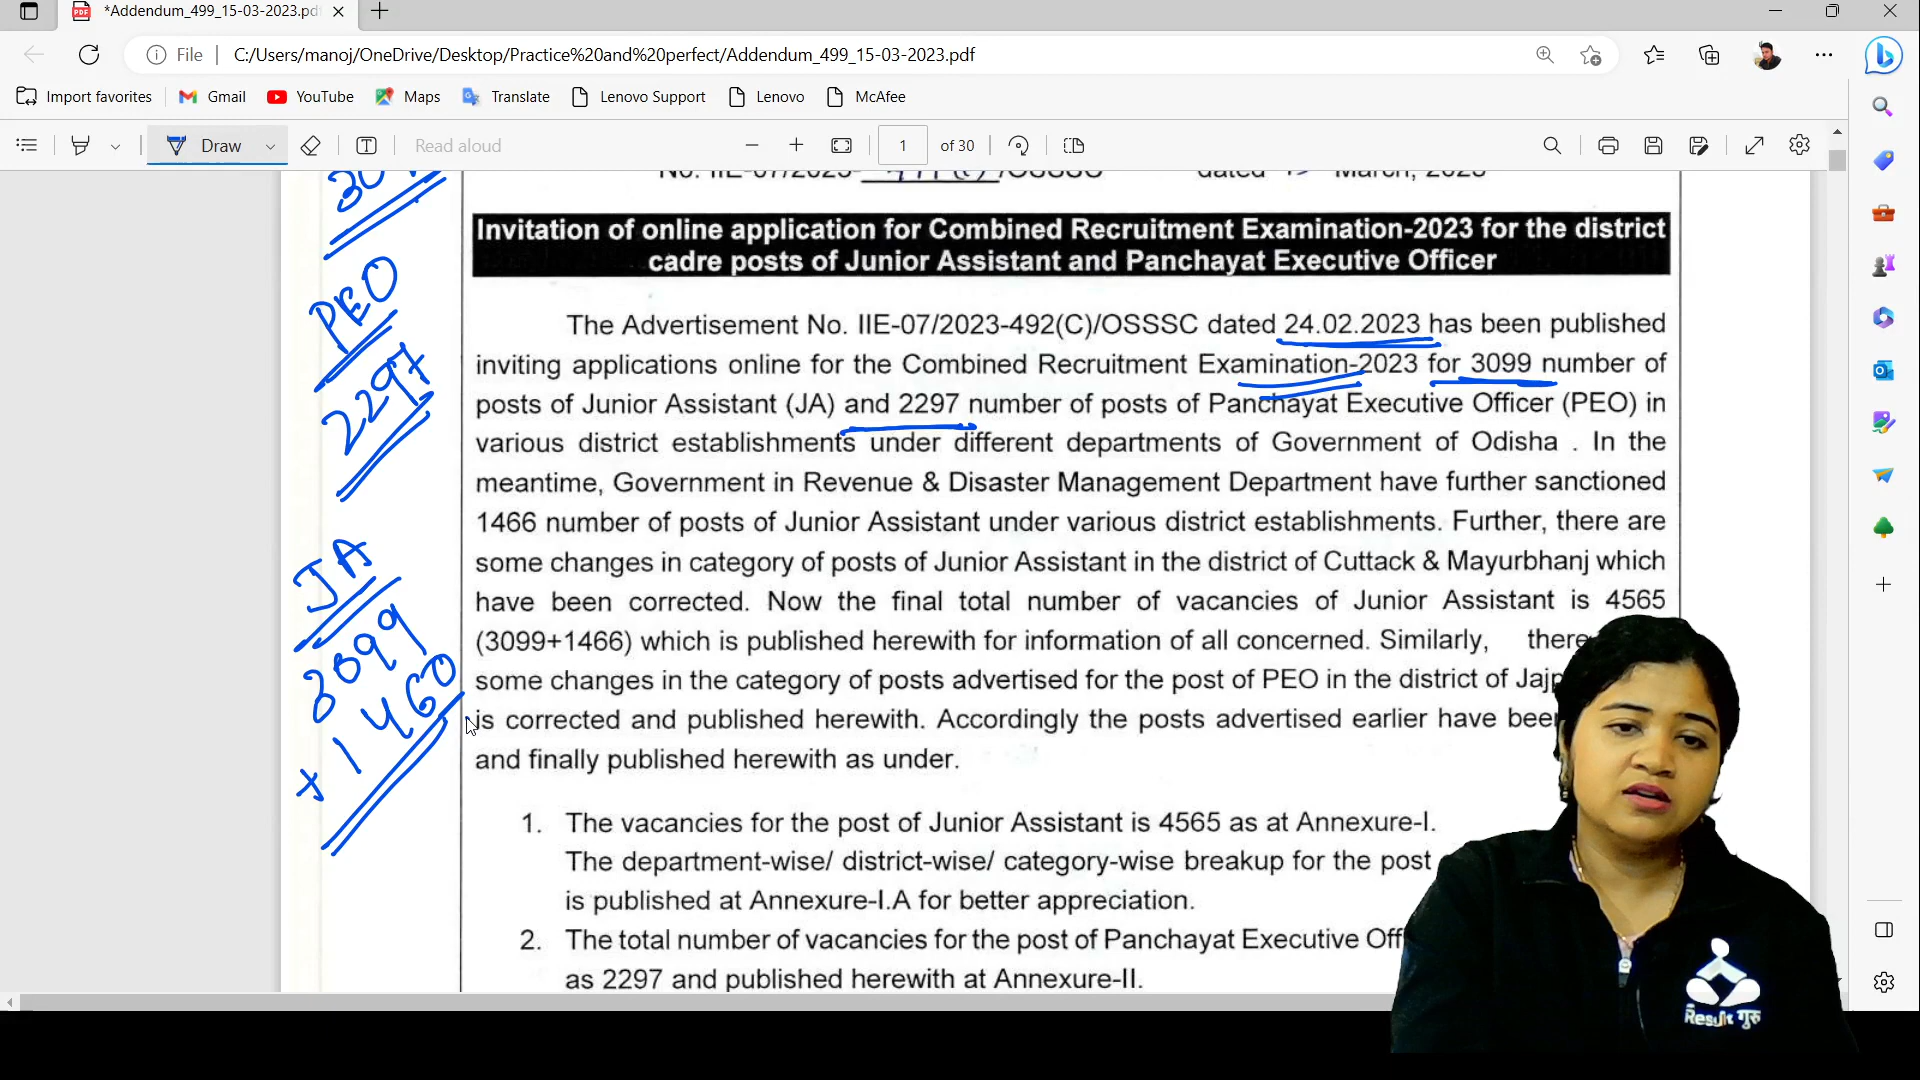 *Addendum_499_15-03-2023.pdf
File
C:/Users/manoj/OneDrive/Desktop/Practice%20and%20perfect/Addendum_499_15-03-2023.pdf
Import favorites
Gmail
YouTube
Maps
Translate
Lenovo Support
Lenovo
McAfee
Draw
Read aloud
1
of 30
/OSSSC
March, 2023
Invitation of online application for Combined Recruitment Examination-2023 for the district
cadre posts of Junior Assistant and Panchayat Executive Officer
PEO
2297
The Advertisement No. IIE-07/2023-492(C)/OSSSC dated 24.02.2023 has been published
inviting applications online for the Combined Recruitment Examination-2023 for 3099 number of
posts of Junior Assistant (JA) and 2297 number of posts of Panchayat Executive Officer (PEO) in
various district establishments under different departments of Government of Odisha . In the
meantime, Government in Revenue & Disaster Management Department have further sanctioned
1466 number of posts of Junior Assistant under various district establishments. Further, there are
some changes in category of posts of Junior Assistant in the district of Cuttack & Mayurbhanj which
have been corrected. Now the final total number of vacancies of Junior Assistant is 4565
(3099+1466) which is published herewith for information of all concerned. Similarly, there
some changes in the category of posts advertised for the post of PEO in the district of Jajp
is corrected and published herewith. Accordingly the posts advertised earlier have been
and finally published herewith as under.
JA
3099
+ 1460
1. The vacancies for the post of Junior Assistant is 4565 as at Annexure-I.
The department-wise/ district-wise/ category-wise breakup for the post
is published at Annexure-I.A for better appreciation.
2. The total number of vacancies for the post of Panchayat Executive Off
as 2297 and published herewith at Annexure-II.
Result गुरु